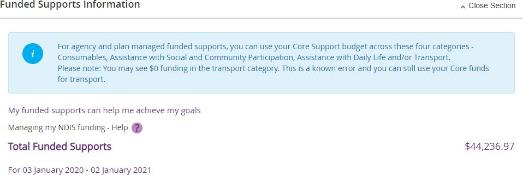 Funded Supports Information
Close Section
i
For agency and plan managed funded supports, you can use your Core Support budget across these four categories -
Consumables, Assistance with Social and Community Participation, Assistance with Daily Life and/or Transport.
Please note: You may see $0 funding in the transport category. This is a known error and you can still use your Core funds
for transport.
My funded supports can help me achieve my goals
Managing my NDIS funding - Help ?
Total Funded Supports $44,236.97
For 03 January 2020 - 02 January 2021